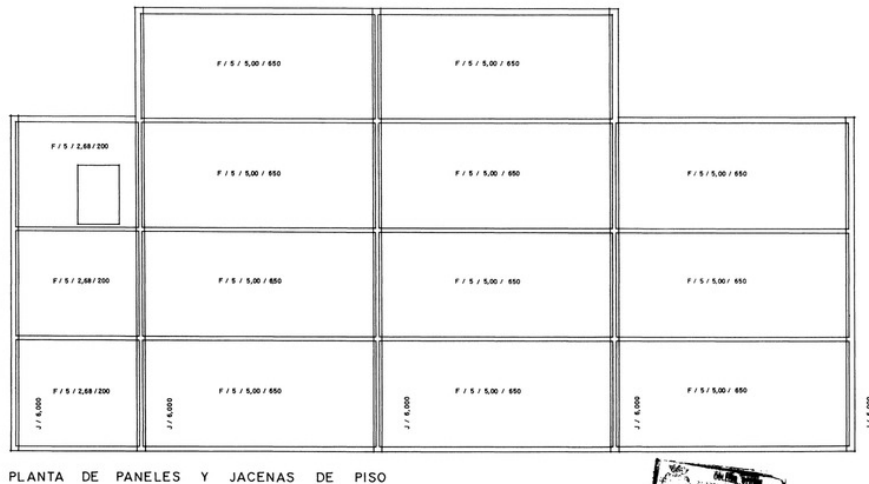 F / 5 / 5,00 / 650
F / 5 / 5,00 / 650
F / 5 / 2,68 / 200
F / 5 / 5,00 / 650
F / 5 / 5,00 / 650
F / 5 / 5,00 / 650
F / 5 / 2,68 / 200
F / 5 / 5,00 / 650
F / 5 / 5,00 / 650
F / 5 / 5,00 / 650
F / 5 / 2,68 / 200
F / 5 / 5,00 / 650
F / 5 / 5,00 / 650
F / 5 / 5,00 / 650
J / 6,000
J / 6,000
J / 6,000
J / 6,000
PLANTA DE PANELES Y JACENAS DE PISO